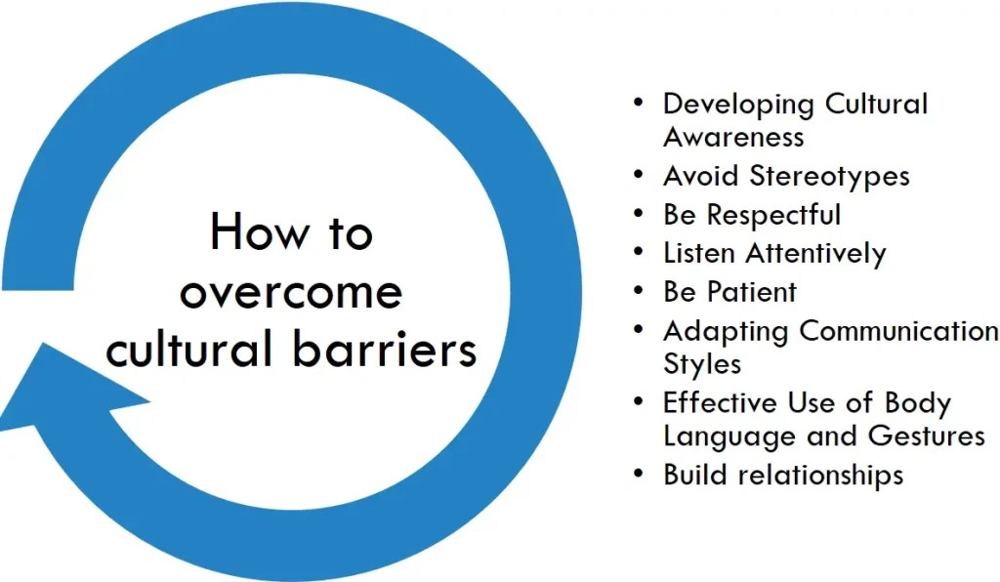 How to
overcome
cultural barriers
• Developing Cultural
Awareness
• Avoid Stereotypes
• Be Respectful
• Listen Attentively
• Be Patient
• Adapting Communication
Styles
• Effective Use of Body
Language and Gestures
• Build relationships